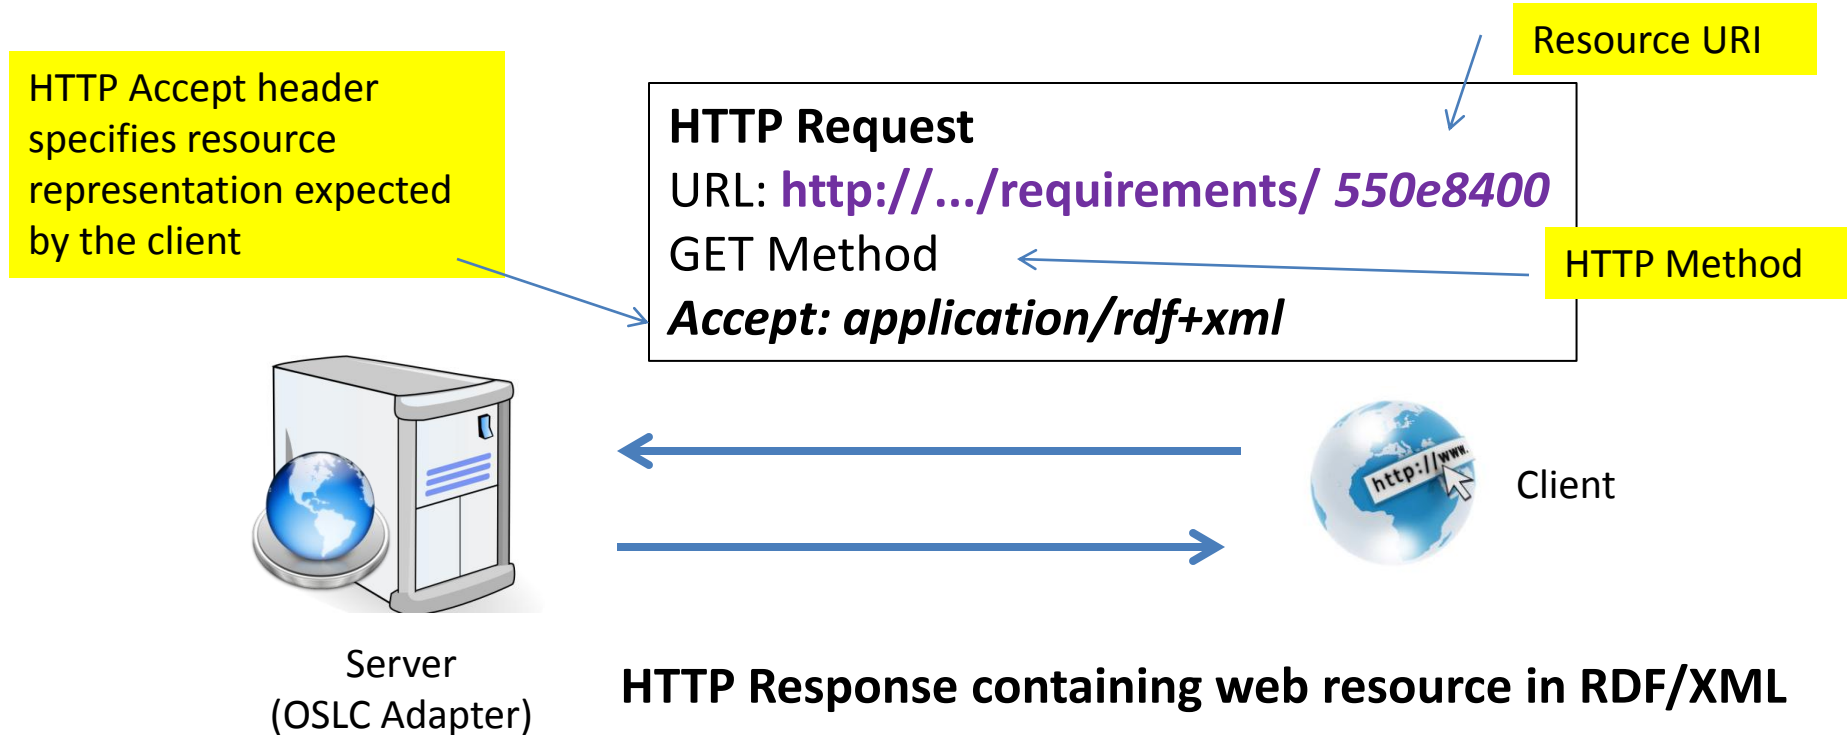 Resource URI
HTTP Accept header
specifies resource
representation expected
by the client
HTTP Request
URL: http://.../requirements/ 550e8400
GET Method
HTTP Method
Accept: application/rdf+xml
http://www.
Client
Server
(OSLC Adapter)
HTTP Response containing web resource in RDF/XML